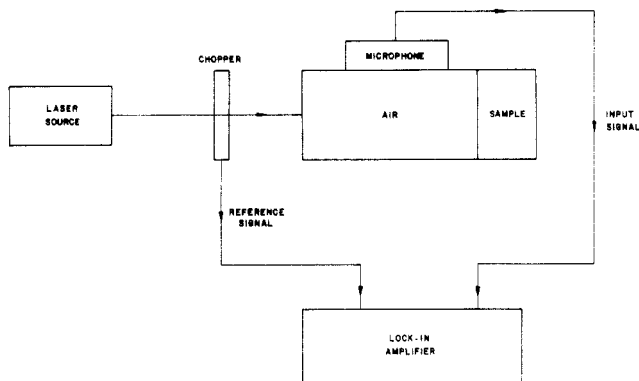 MICROPHONE
CHOPPER
LASER
SOURCE
AIR
SAMPLE
INPUT
SIGNAL
REFERENCE
SIGNAL
LOCK-IN
AMPLIFIER